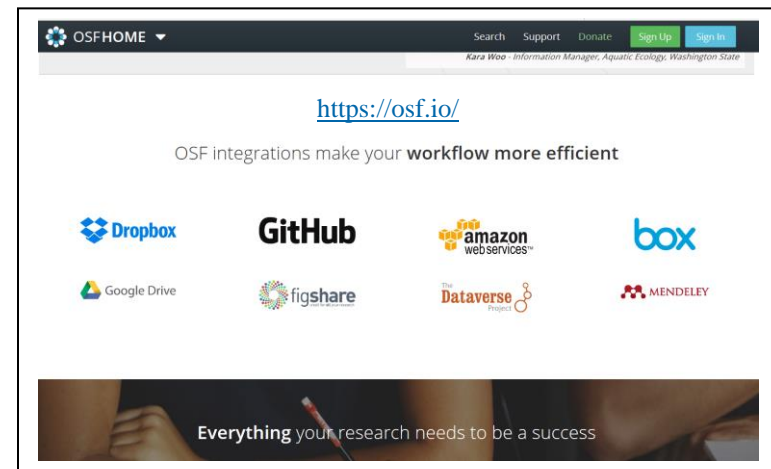 OSFHOME
Search Support Donate Sign Up Sign In
Kara Woo - Information Manager, Aquatic Ecology, Washington State
https://osf.io/
OSF integrations make your workflow more efficient
Dropbox GitHub amazon webservices™ box
Google Drive figshare The Dataverse Project MENDELEY
Everything your research needs to be a success